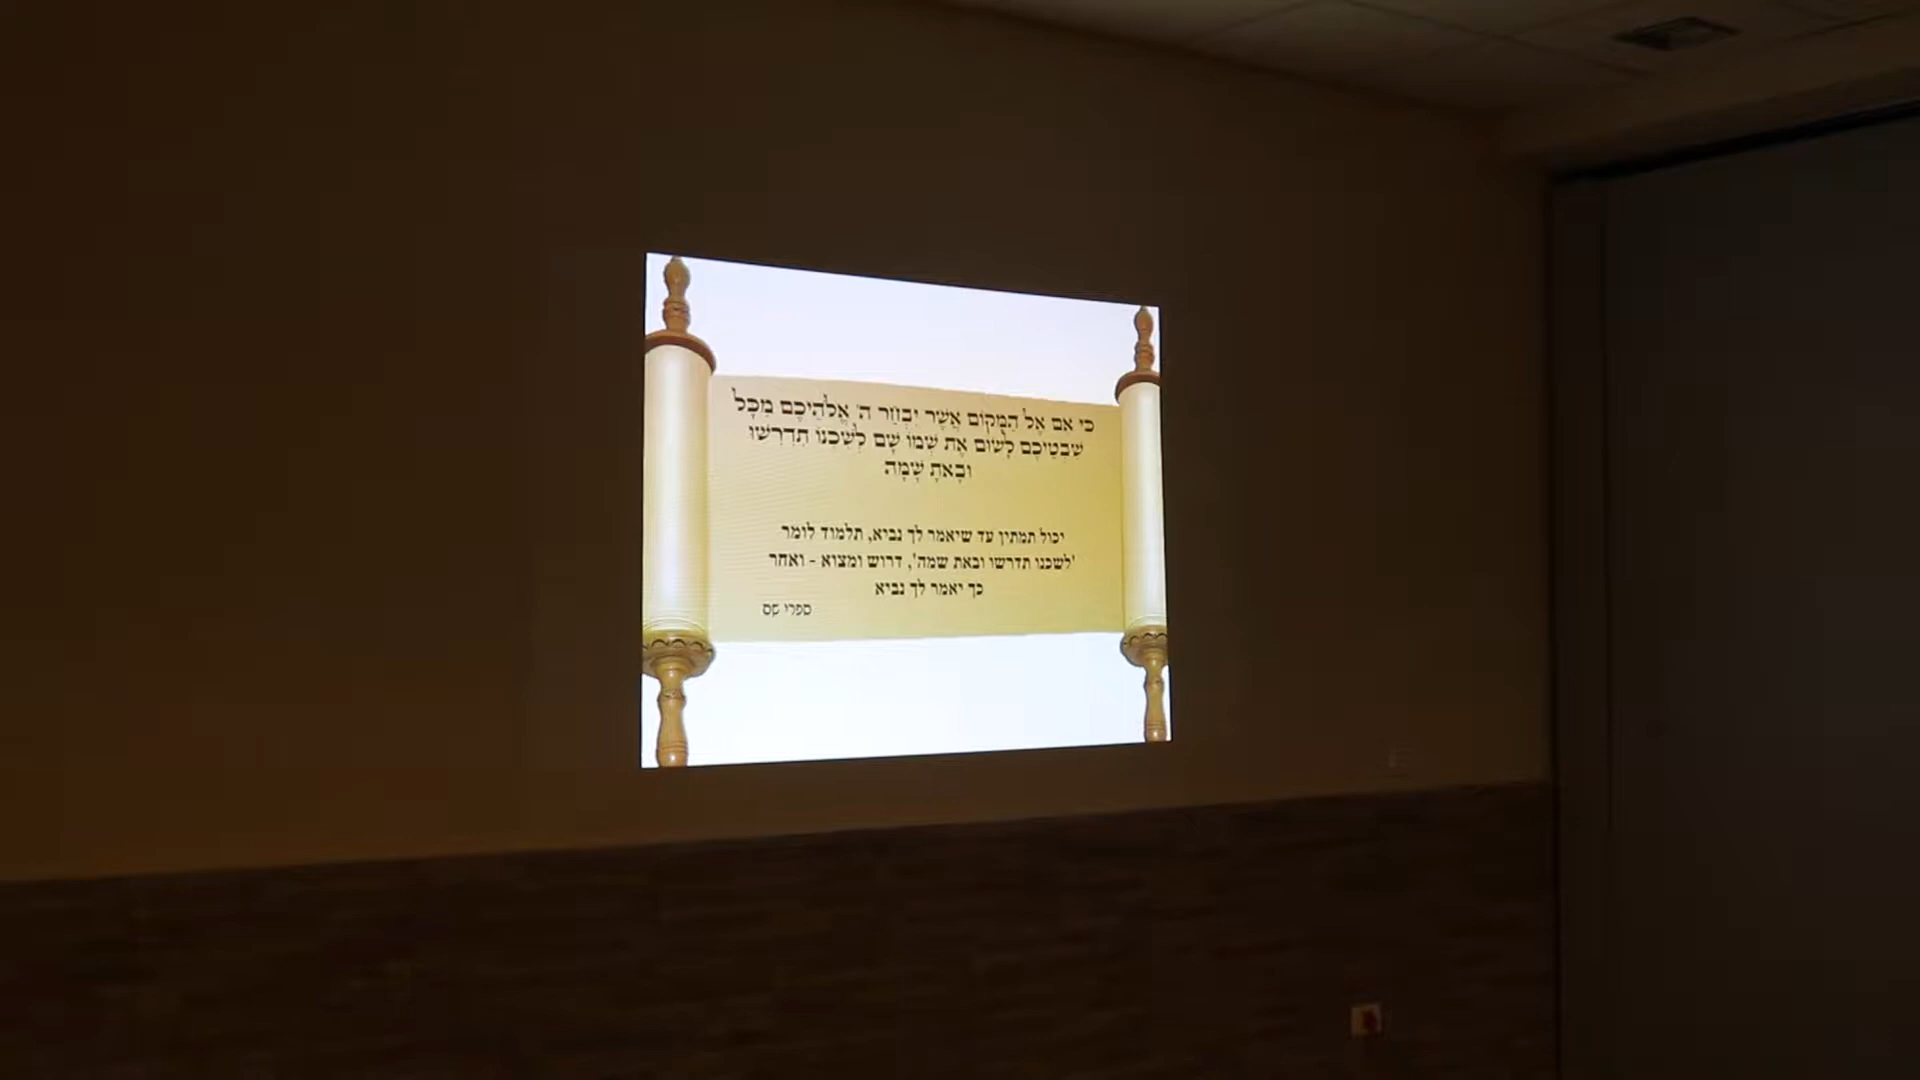 כִּי אִם אֶל הַמָּקוֹם אֲשֶׁר יִבְחַר ה' אֱלֹהֵיכֶם מִכָּל
שִׁבְטֵיכֶם לָשׂוּם אֶת שְׁמוֹ שָׁם לְשִׁכְנוֹ תִדְרְשׁוּ
וּבָאתָ שָׁמָּה
יכול תמתין עד שיאמר לך נביא, תלמוד לומר
'לשכנו תדרשו ובאת שמה', דרוש ומצוא - ואחר
כך יאמר לך נביא
ספרי